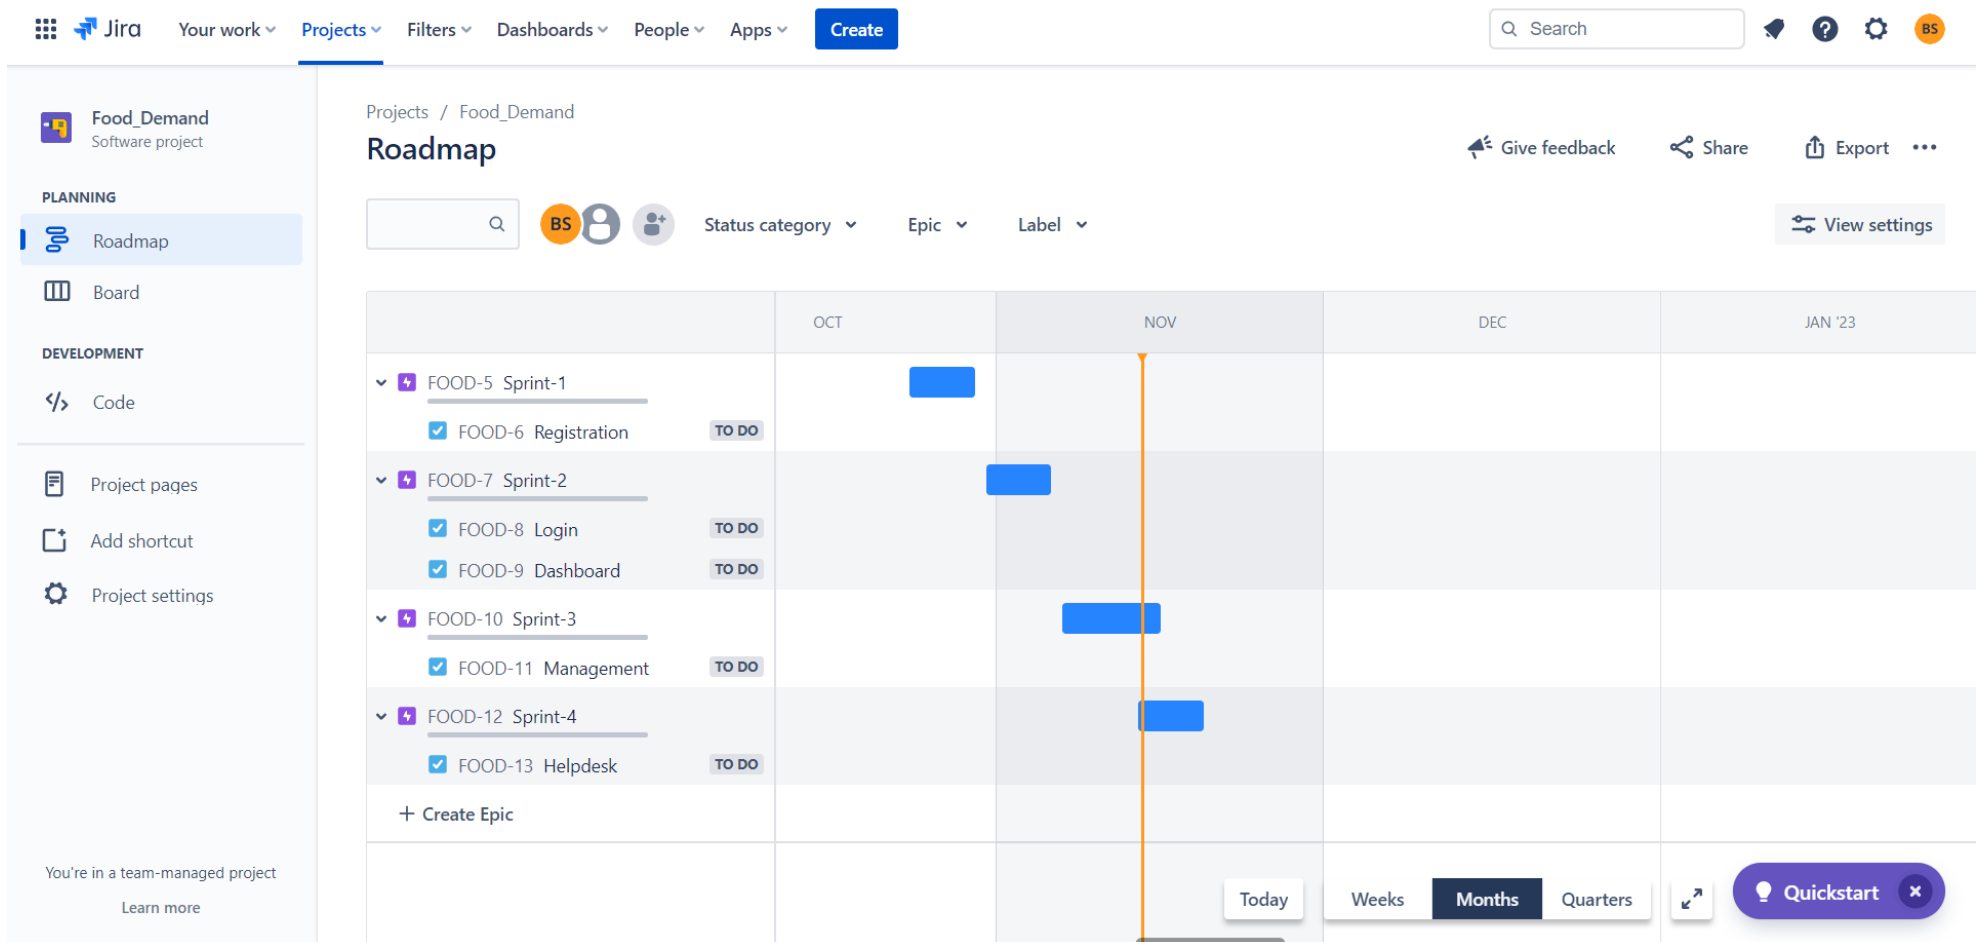 Jira Your work Projects Filters Dashboards People Apps Create Search BS
Food_Demand
Software project
PLANNING
Roadmap
Board
DEVELOPMENT
Code
Project pages
Add shortcut
Project settings
You're in a team-managed project
Learn more
Projects / Food_Demand
Roadmap
Give feedback Share Export
BS Status category Epic Label View settings
OCT NOV DEC JAN '23
FOOD-5 Sprint-1
FOOD-6 Registration TO DO
FOOD-7 Sprint-2
FOOD-8 Login TO DO
FOOD-9 Dashboard TO DO
FOOD-10 Sprint-3
FOOD-11 Management TO DO
FOOD-12 Sprint-4
FOOD-13 Helpdesk TO DO
+ Create Epic
Today Weeks Months Quarters Quickstart